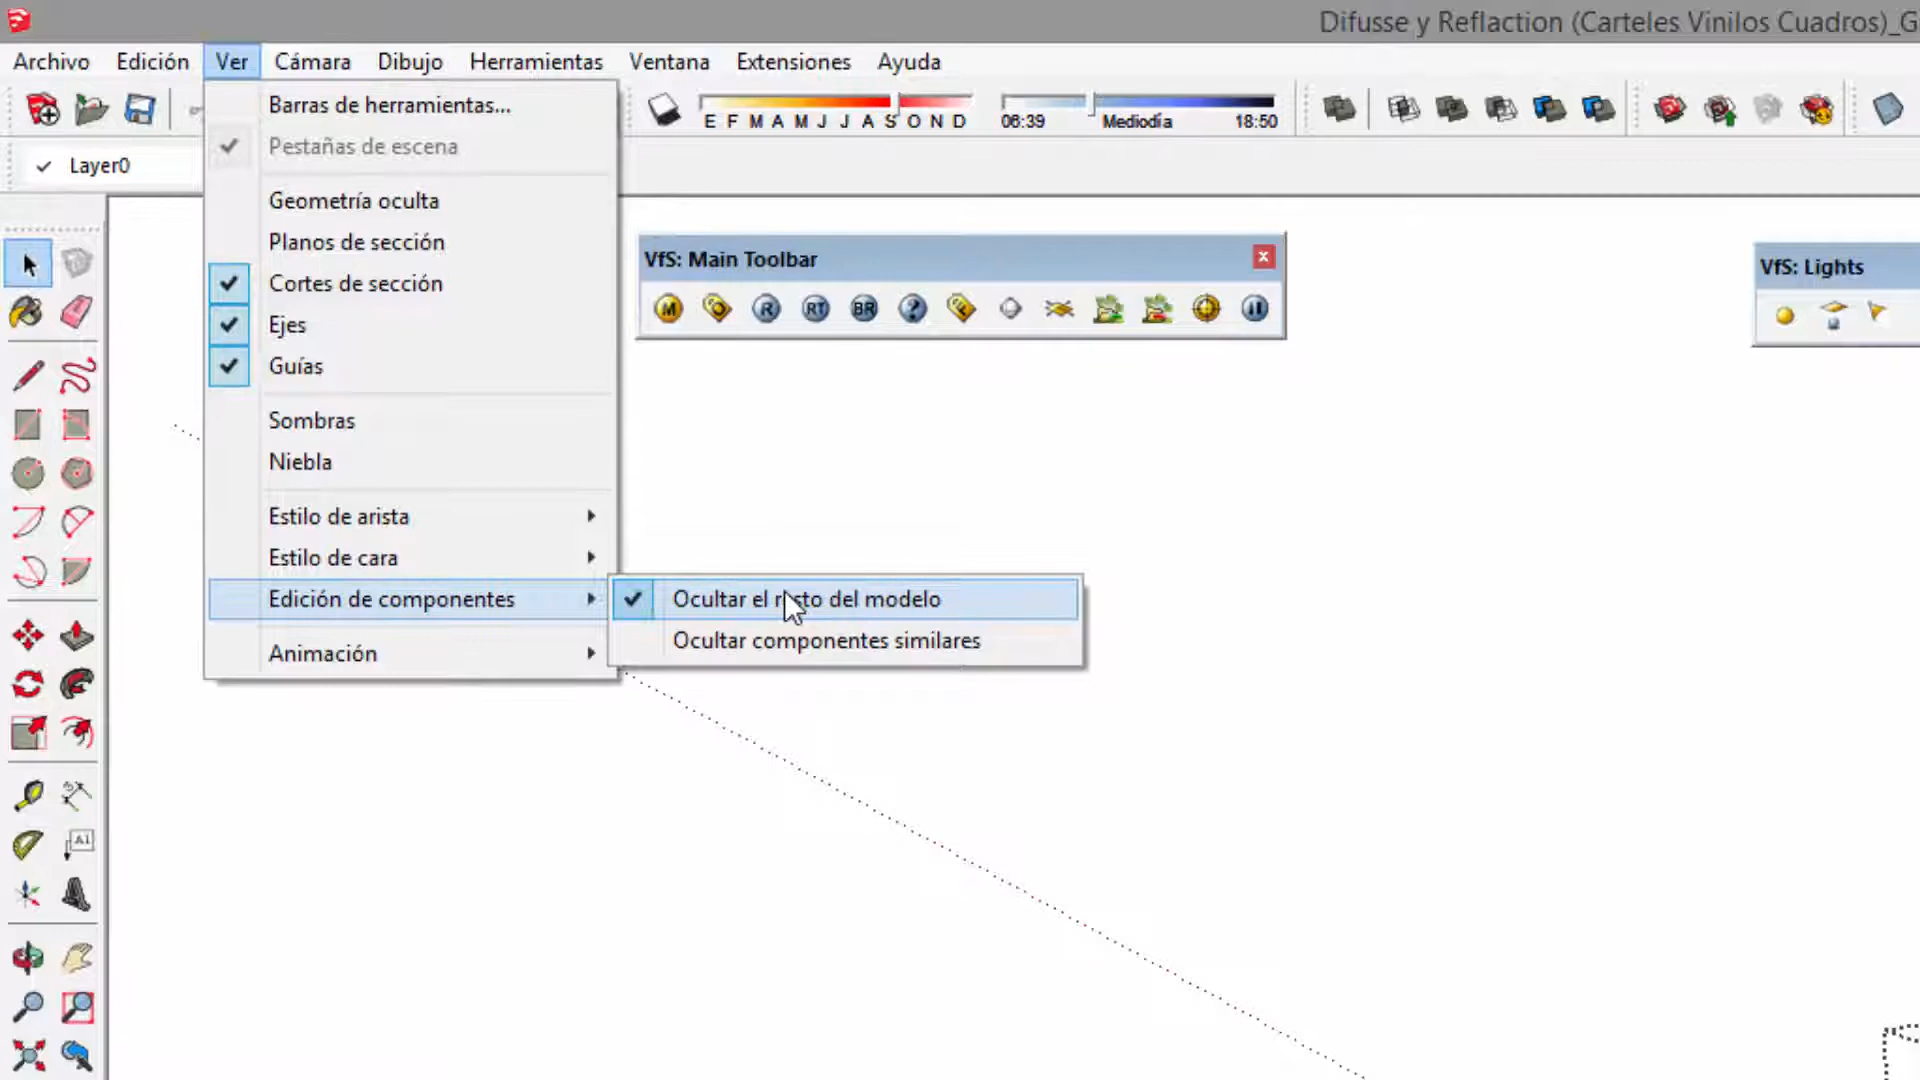 Difusse y Reflaction (Carteles Vinilos Cuadros)_G
Archivo Edición Ver Cámara Dibujo Herramientas Ventana Extensiones Ayuda
E F M A M J J A S O N D 06:39 Mediodía 18:50
Layer0
Barras de herramientas...
Pestañas de escena
Geometría oculta
Planos de sección
Cortes de sección
Ejes
Guías
Sombras
Niebla
Estilo de arista
Estilo de cara
Edición de componentes
Animación
Ocultar el resto del modelo
Ocultar componentes similares
VfS: Main Toolbar
M R RT BR ?
VfS: Lights
A1